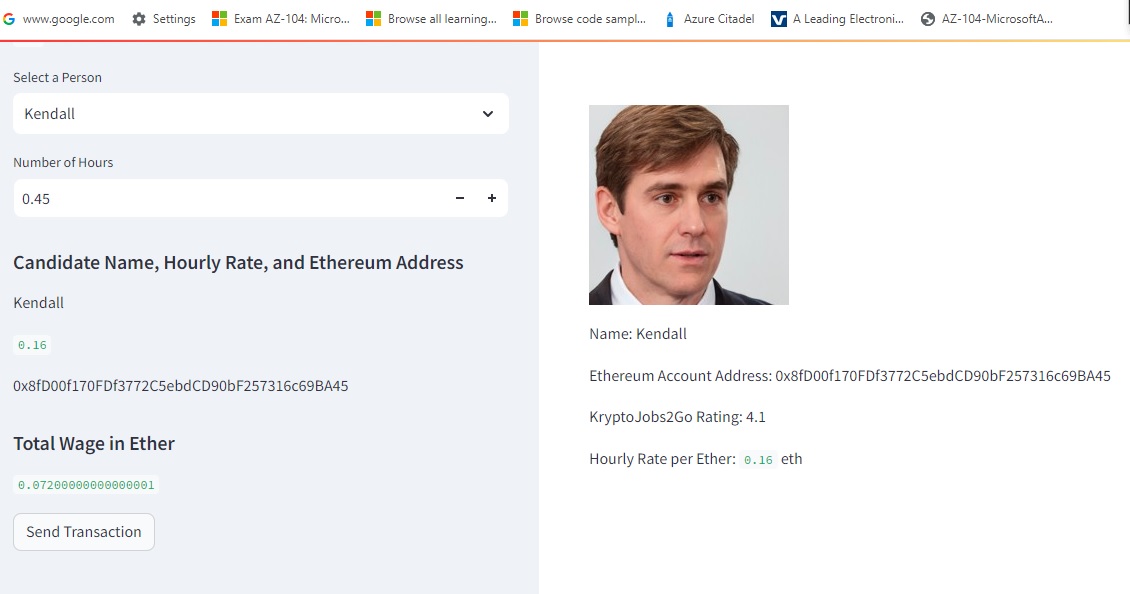 www.google.com Settings Exam AZ-104: Micro... Browse all learning... Browse code sampl... Azure Citadel A Leading Electroni... AZ-104-MicrosoftA...
Select a Person
Kendall
Number of Hours
0.45
Candidate Name, Hourly Rate, and Ethereum Address
Kendall
0.16
0x8fD00f170FDf3772C5ebdCD90bF257316c69BA45
Total Wage in Ether
0.07200000000000001
Send Transaction
Name: Kendall
Ethereum Account Address: 0x8fD00f170FDf3772C5ebdCD90bF257316c69BA45
KryptoJobs2Go Rating: 4.1
Hourly Rate per Ether: 0.16 eth